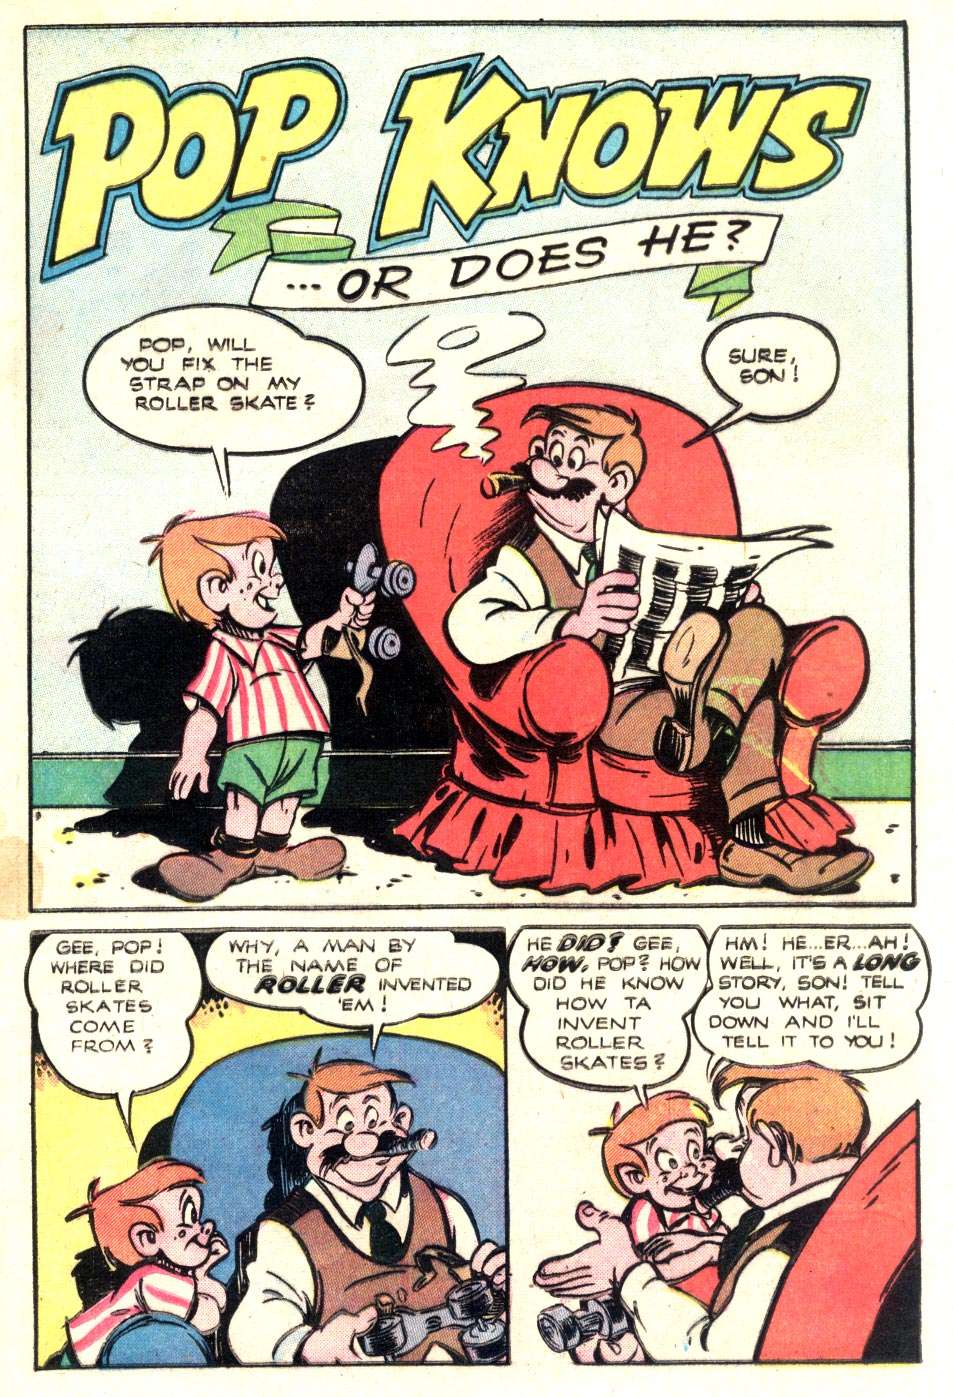 POP KNOWS
...OR DOES HE?
POP, WILL
YOU FIX THE
STRAP ON MY
ROLLER SKATE?
SURE,
SON!
GEE, POP!
WHERE DID
ROLLER
SKATES
COME
FROM?
WHY, A MAN BY
THE NAME OF
ROLLER INVENTED
'EM!
HE DID? GEE,
HOW, POP? HOW
DID HE KNOW
HOW TA
INVENT
ROLLER
SKATES?
HM! HE...ER...AH!
WELL, IT'S A LONG
STORY, SON! TELL
YOU WHAT, SIT
DOWN AND I'LL
TELL IT TO YOU!